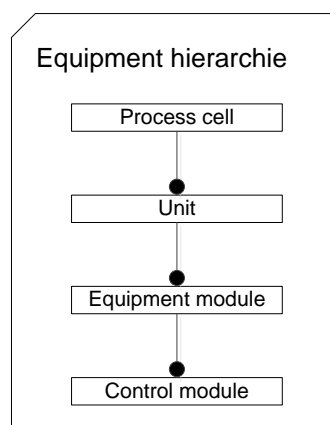 Equipment hierarchie
Process cell
Unit
Equipment module
Control module